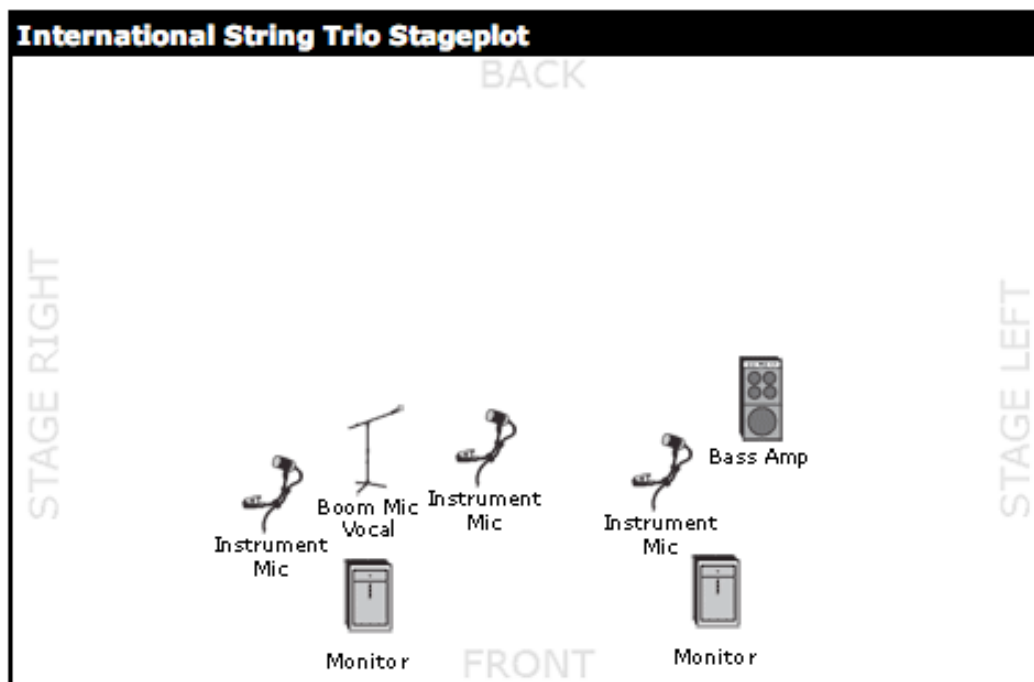 International String Trio Stageplot
BACK
STAGE RIGHT
STAGE LEFT
Bass Amp
Boom Mic
Vocal
Instrument
Mic
Instrument
Mic
Instrument
Mic
Monitor
FRONT
Monitor